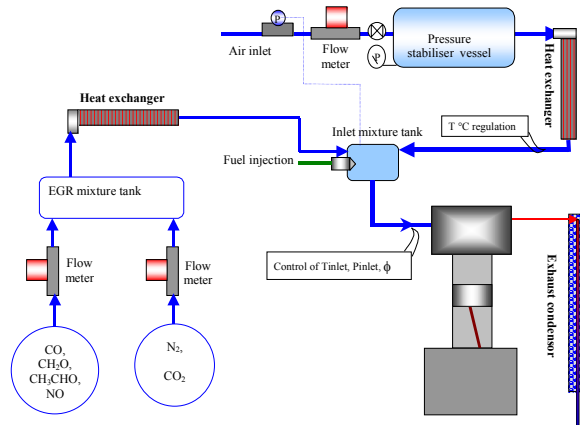 P
Air inlet
Flow
meter
P
Pressure
stabiliser vessel
Heat exchanger
Heat exchanger
T °C regulation
Inlet mixture tank
Fuel injection
EGR mixture tank
Control of Tinlet, Pinlet, ϕ
Flow
meter
Flow
meter
Exhaust condensor
CO,
CH₂O,
CH₃CHO,
NO
N₂,
CO₂